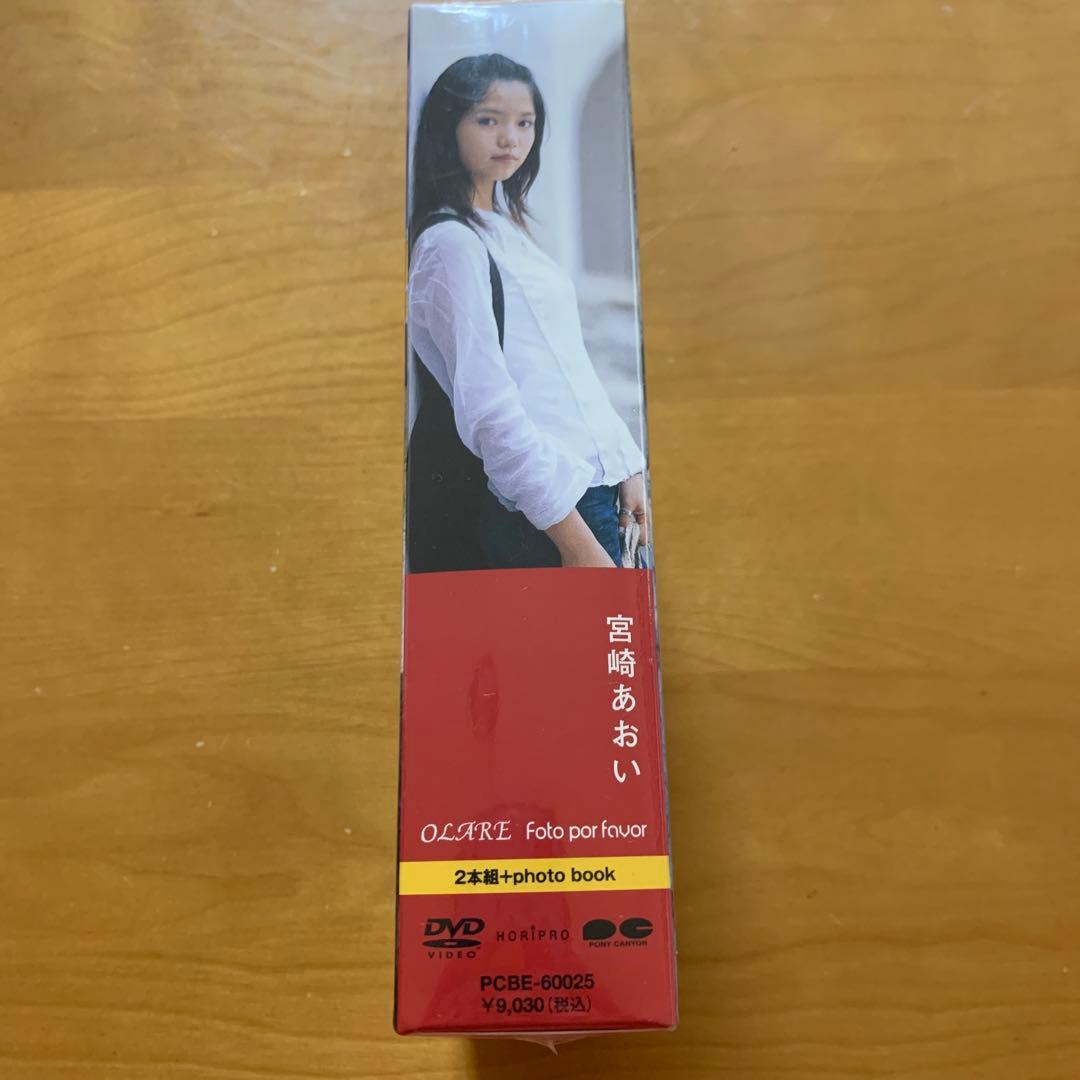 宮崎あおい
OLARE Foto por favor
2本組+photo book
DVD VIDEO HORIPRO PONY CANYON
PCBE-60025
¥9,030(税込)